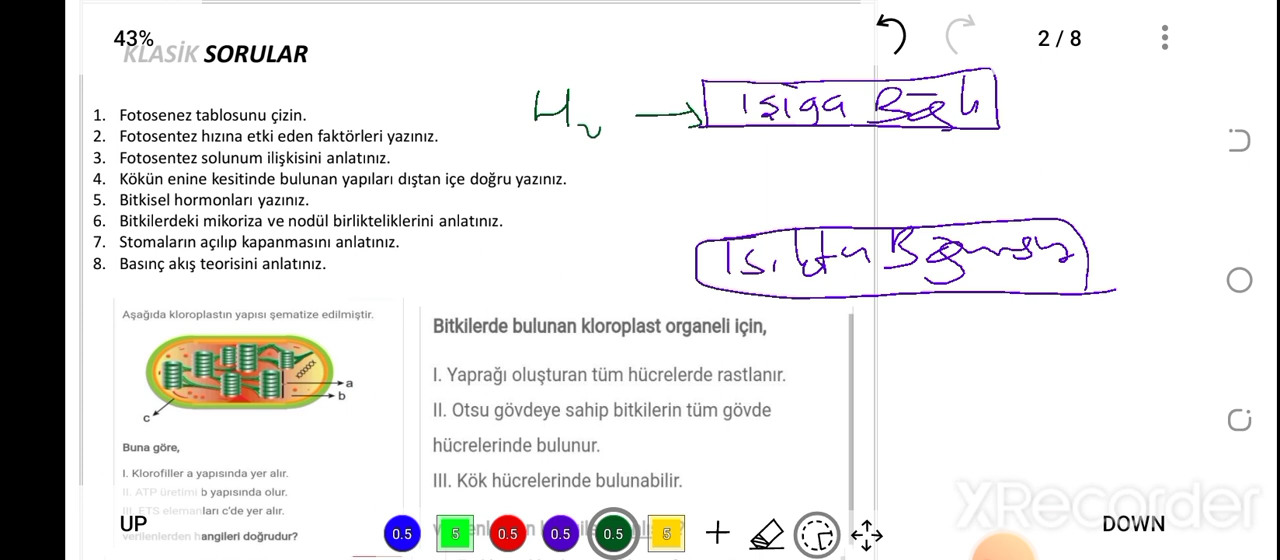 43%
2 / 8
KLASİK SORULAR
H₂
IŞIĞA Bağlı
1. Fotosenez tablosunu çizin.
2. Fotosentez hızına etki eden faktörleri yazınız.
3. Fotosentez solunum ilişkisini anlatınız.
4. Kökün enine kesitinde bulunan yapıları dıştan içe doğru yazınız.
5. Bitkisel hormonları yazınız.
6. Bitkilerdeki mikoriza ve nodül birlikteliklerini anlatınız.
7. Stomaların açılıp kapanmasını anlatınız.
8. Basınç akış teorisini anlatınız.
Işıktan Bağımsız
Aşağıda kloroplastın yapısı şematize edilmiştir.
a
b
c
Buna göre,
I. Klorofiller a yapısında yer alır.
II. ATP üretimi b yapısında olur.
III. ETS elemanları c'de yer alır.
verilenlerden hangileri doğrudur?
Bitkilerde bulunan kloroplast organeli için,
I. Yaprağı oluşturan tüm hücrelerde rastlanır.
II. Otsu gövdeye sahip bitkilerin tüm gövde
hücrelerinde bulunur.
III. Kök hücrelerinde bulunabilir.
UP
0.5
5
0.5
0.5
0.5
5
DOWN
XRecorder